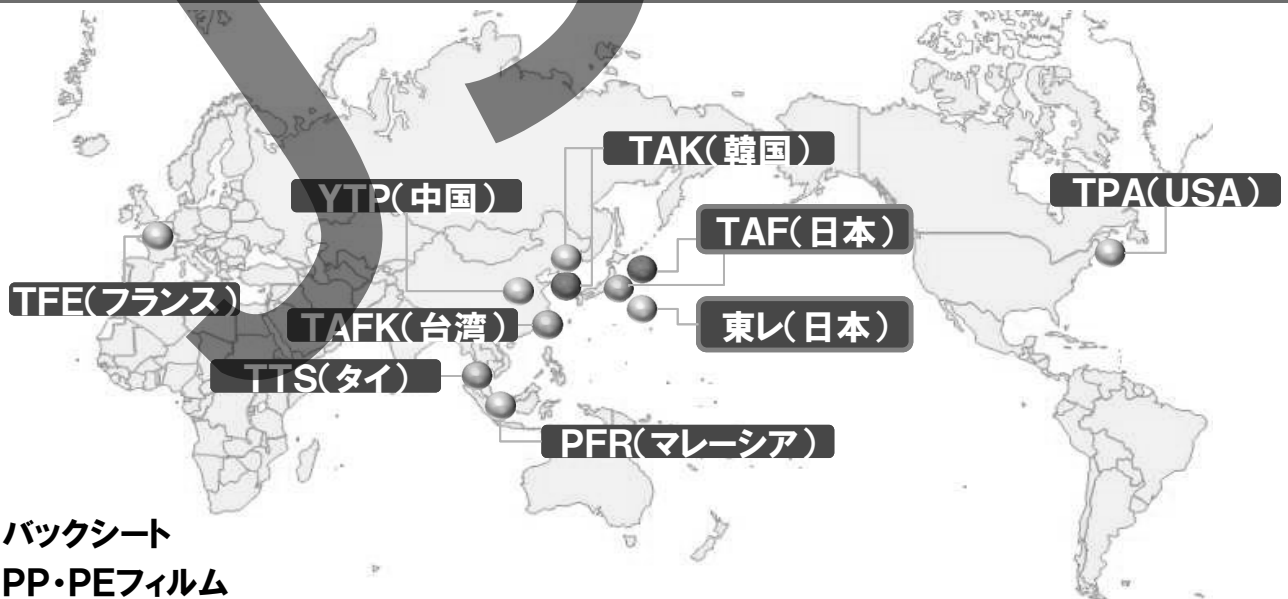 TAK(韓国)
YTP(中国)
TPA(USA)
TAF(日本)
TFE(フランス)
TAFK(台湾)
東レ(日本)
TTS(タイ)
PFR(マレーシア)
バックシート
PP・PEフィルム